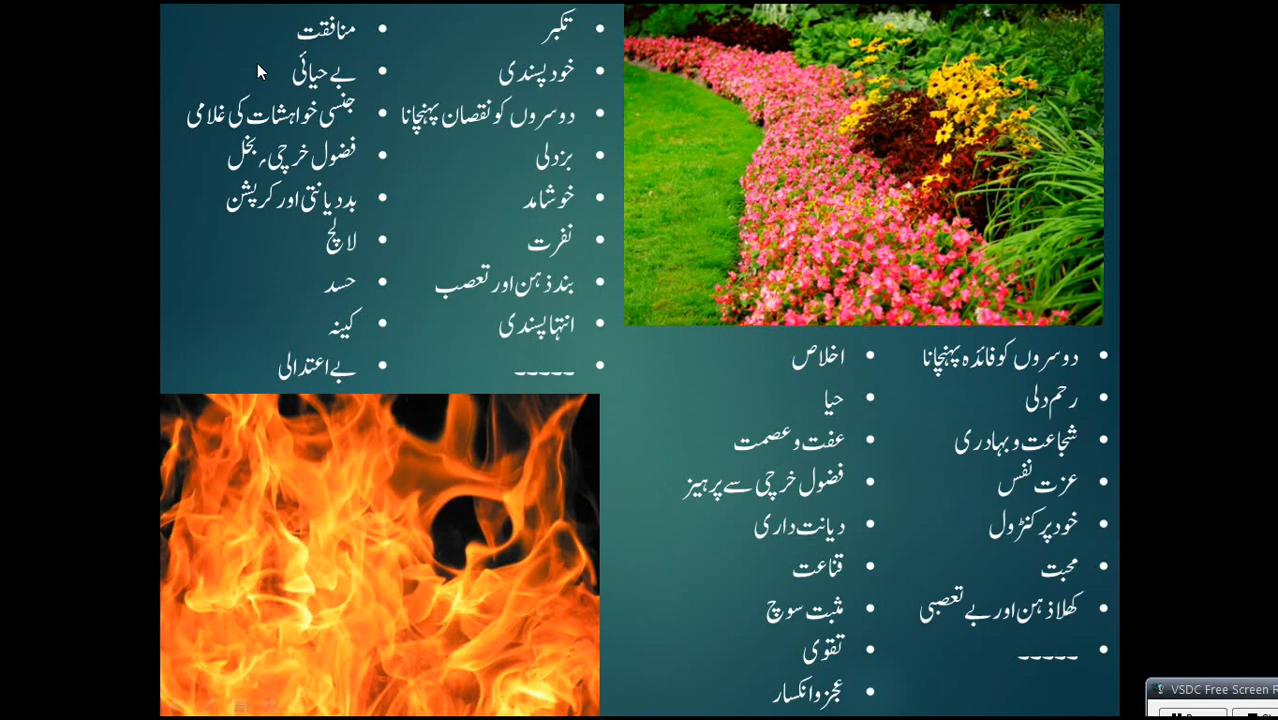 تکبر
خود پسندی
دوسروں کو نقصان پہنچانا
بزدلی
خوشامد
نفرت
بند ذہن اور تعصب
انتہا پسندی
-----
منافقت
بے حیائی
جنسی خواہشات کی غلامی
فضول خرچی، بخل
بددیانتی اور کرپشن
لالچ
حسد
کینہ
بے اعتدالی
دوسروں کو فائدہ پہنچانا
رحم دلی
شجاعت و بہادری
عزت نفس
خود پر کنٹرول
محبت
کھلا ذہن اور بے تعصبی
-----
اخلاص
حیا
عفت و عصمت
فضول خرچی سے پرہیز
دیانت داری
قناعت
مثبت سوچ
تقوی
عجز و انکسار
VSDC Free Screen R